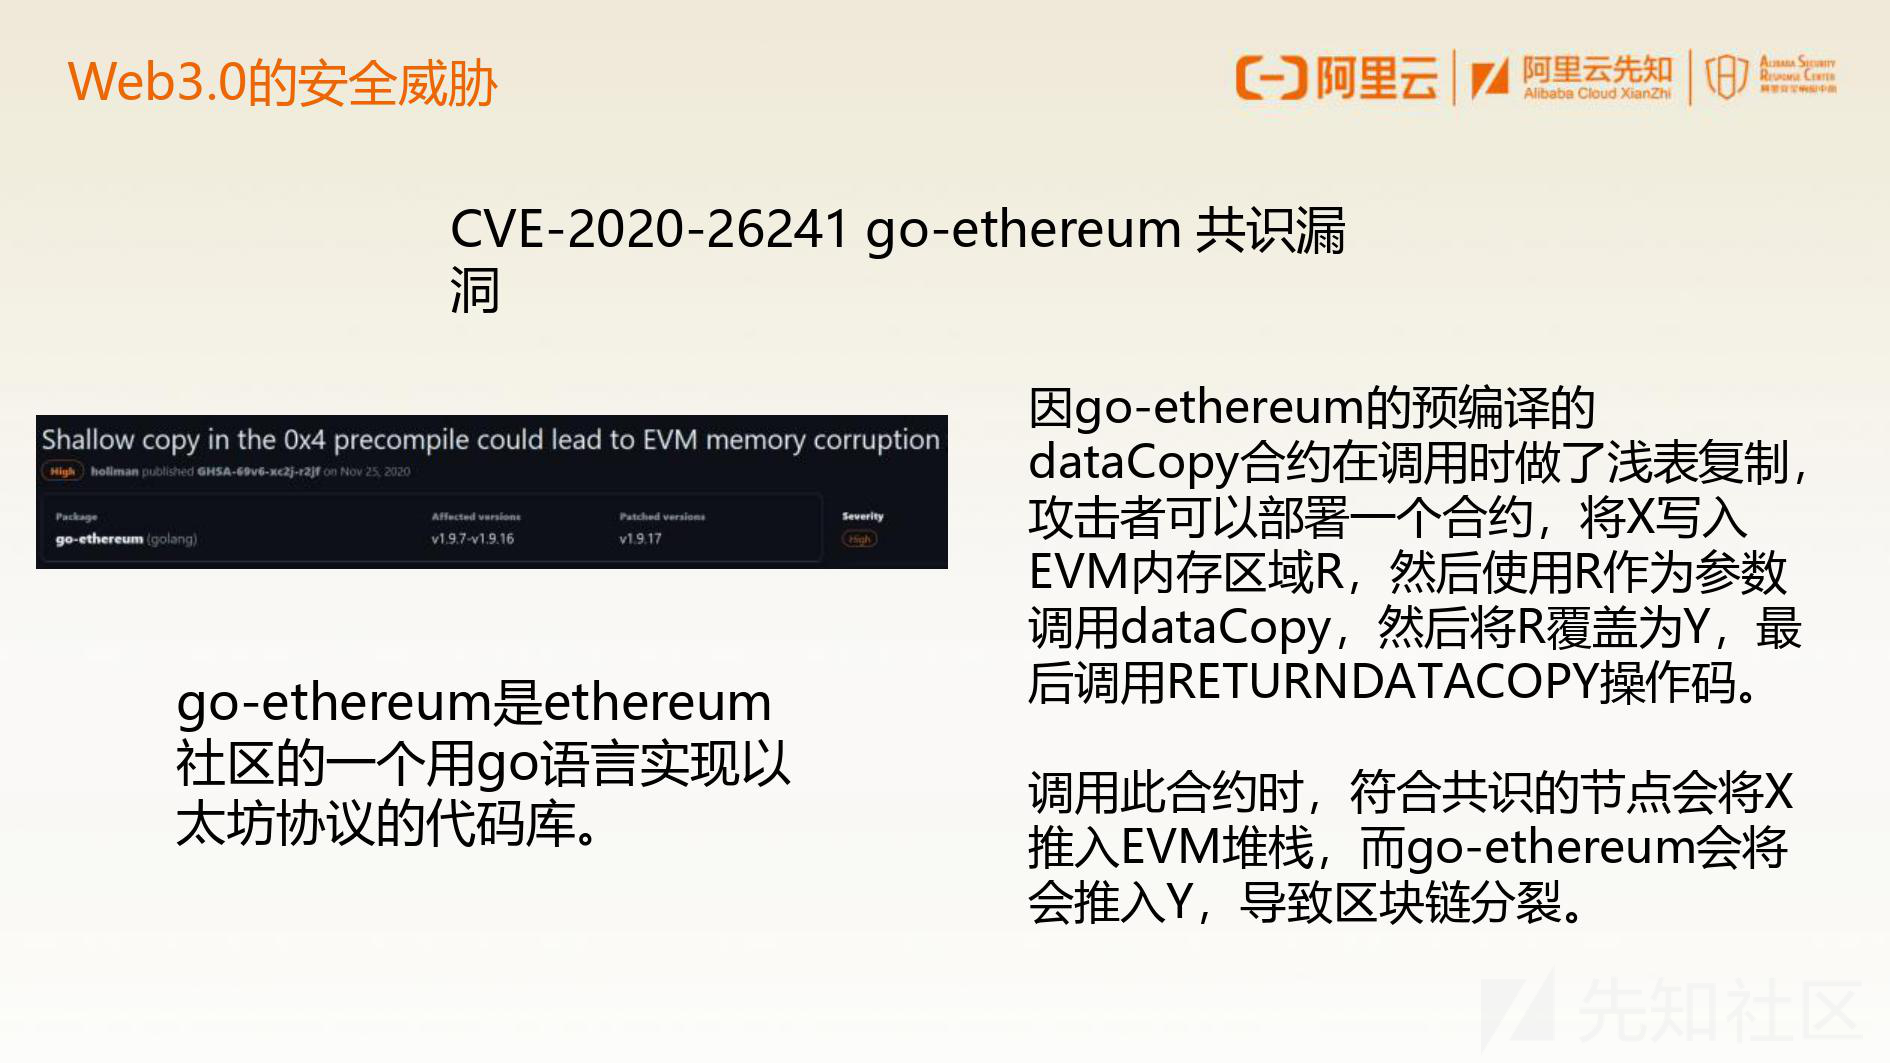 Web3.0的安全威胁
阿里云
阿里云先知
Alibaba Cloud XianZhi
Alibaba Security
Response Center
CVE-2020-26241 go-ethereum 共识漏
洞
Shallow copy in the 0x4 precompile could lead to EVM memory corruption
High holiman published GHSA-69v6-xc2j-r2jf on Nov 25, 2020
Package Affected versions Patched versions Severity
go-ethereum (golang) v1.9.7-v1.9.16 v1.9.17 High
go-ethereum是ethereum
社区的一个用go语言实现以
太坊协议的代码库。
因go-ethereum的预编译的
dataCopy合约在调用时做了浅表复制，
攻击者可以部署一个合约，将X写入
EVM内存区域R，然后使用R作为参数
调用dataCopy，然后将R覆盖为Y，最
后调用RETURNDATACOPY操作码。
调用此合约时，符合共识的节点会将X
推入EVM堆栈，而go-ethereum会将
会推入Y，导致区块链分裂。
先知社区